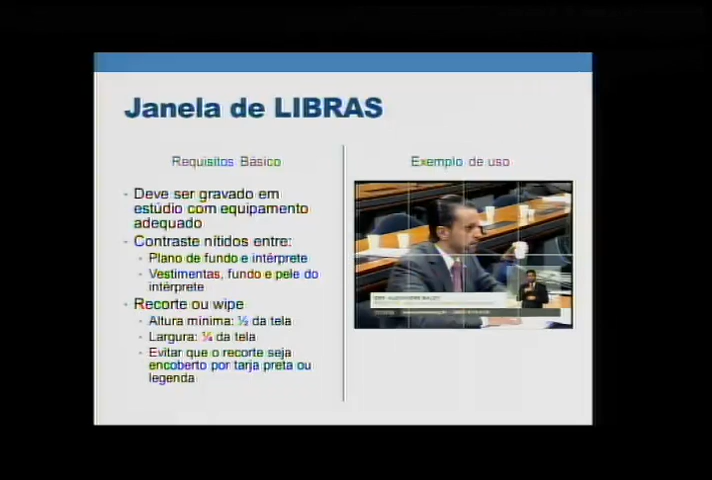 Janela de LIBRAS
Requisitos Básico
Exemplo de uso
- Deve ser gravado em
estúdio com equipamento
adequado
- Contraste nítidos entre:
- Plano de fundo e intérprete
- Vestimentas, fundo e pele do
intérprete
- Recorte ou wipe
- Altura mínima: ½ da tela
- Largura: ¼ da tela
- Evitar que o recorte seja
encoberto por tarja preta ou
legenda